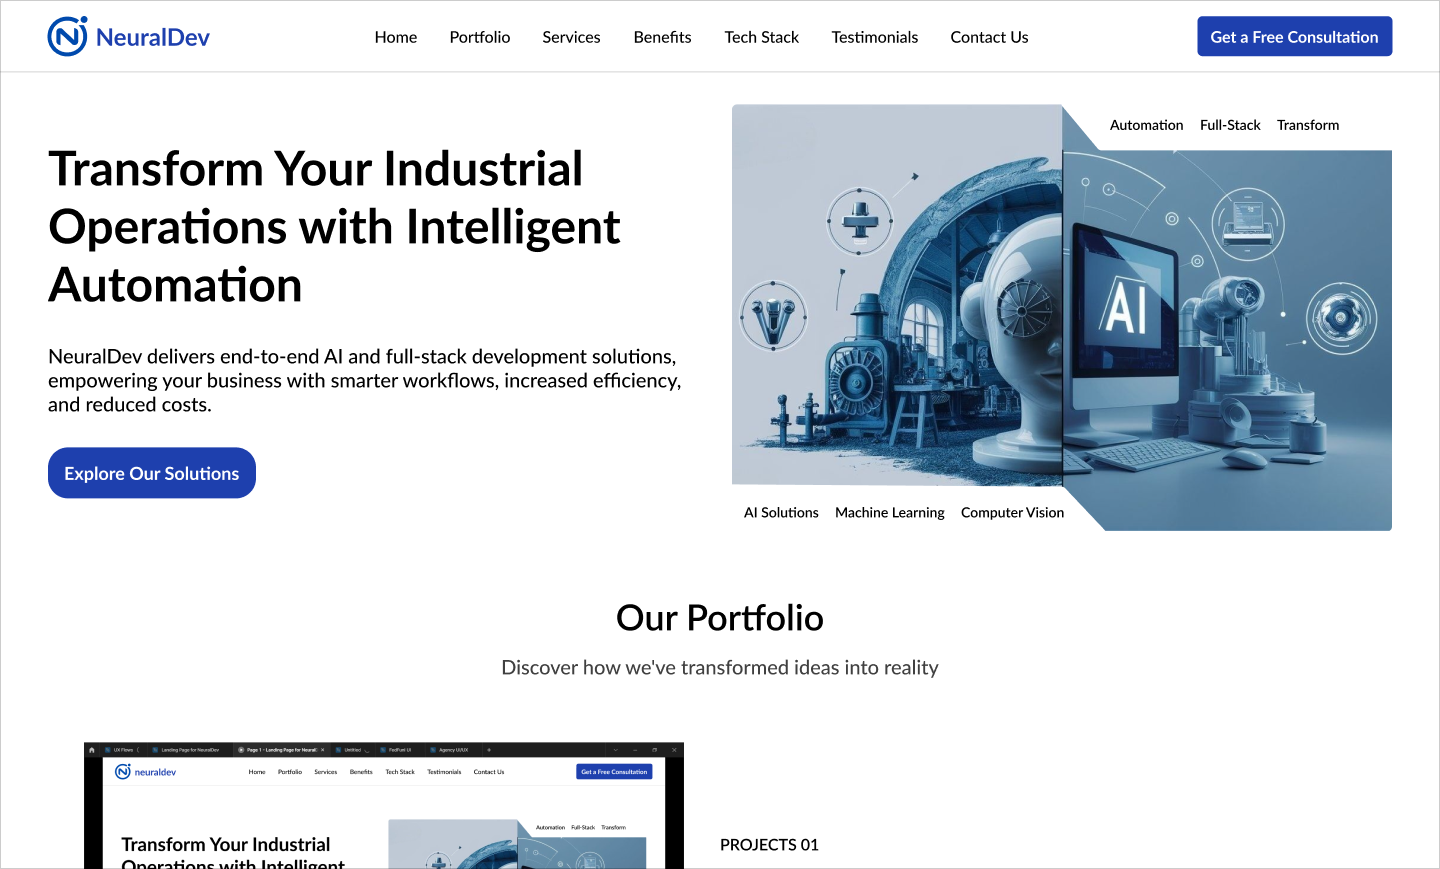 NeuralDev
Home Portfolio Services Benefits Tech Stack Testimonials Contact Us
Get a Free Consultation
Automation Full-Stack Transform
Transform Your Industrial
Operations with Intelligent
Automation
AI
NeuralDev delivers end-to-end AI and full-stack development solutions,
empowering your business with smarter workflows, increased efficiency,
and reduced costs.
Explore Our Solutions
AI Solutions Machine Learning Computer Vision
Our Portfolio
Discover how we've transformed ideas into reality
UX Flows Landing Page for NeuralDev Page 1 - Landing Page for Neural Untitled FedFunl UI Agency UI/UX
neuraldev
Home Portfolio Services Benefits Tech Stack Testimonials Contact Us
Get a Free Consultation
Automation Full-Stack Transform
Transform Your Industrial
Operations with Intelligent
PROJECTS 01